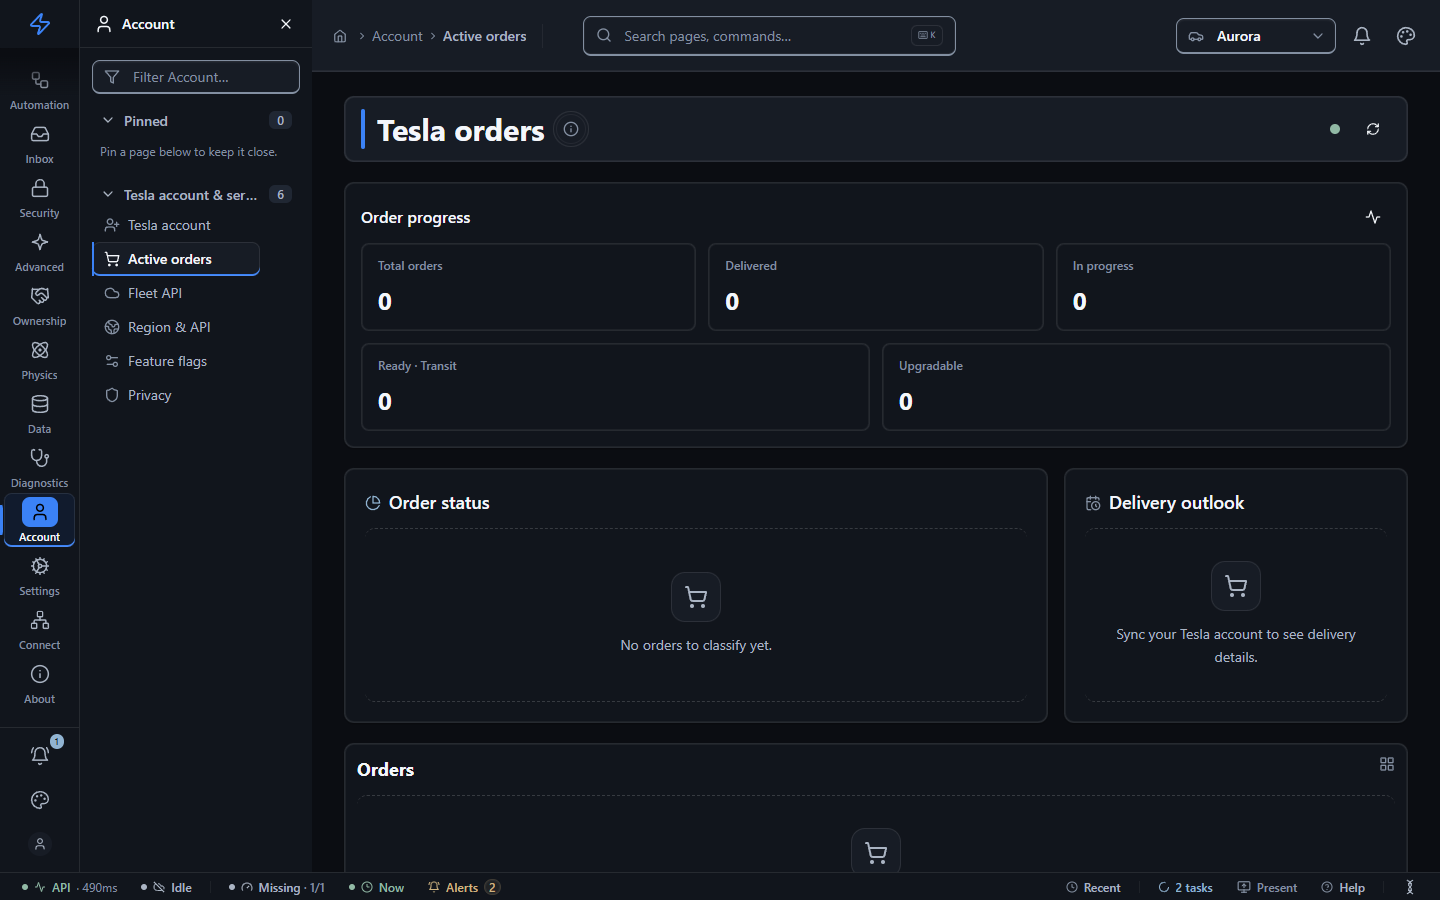 Automation
Inbox
Security
Advanced
Ownership
Physics
Data
Diagnostics
Account
Settings
Connect
About
1
Account
Filter Account...
Pinned 0
Pin a page below to keep it close.
Tesla account & ser... 6
Tesla account
Active orders
Fleet API
Region & API
Feature flags
Privacy
Account > Active orders
Search pages, commands...
K
Aurora
Tesla orders
Order progress
Total orders
0
Delivered
0
In progress
0
Ready · Transit
0
Upgradable
0
Order status
No orders to classify yet.
Delivery outlook
Sync your Tesla account to see delivery
details.
Orders
API · 490ms
Idle
Missing · 1/1
Now
Alerts 2
Recent
2 tasks
Present
Help